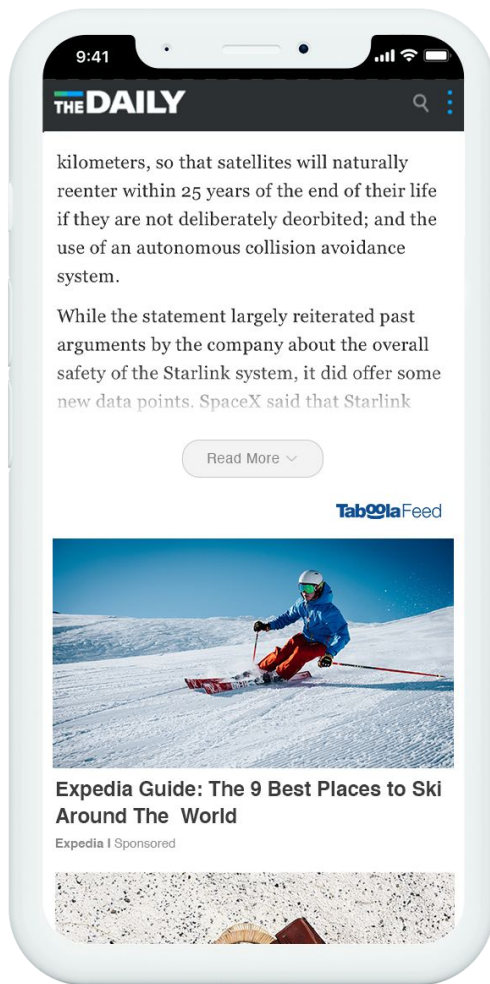 9:41
THE DAILY
kilometers, so that satellites will naturally
reenter within 25 years of the end of their life
if they are not deliberately deorbited; and the
use of an autonomous collision avoidance
system.
While the statement largely reiterated past
arguments by the company about the overall
safety of the Starlink system, it did offer some
new data points. SpaceX said that Starlink
Read More
Taboola Feed
Expedia Guide: The 9 Best Places to Ski
Around The World
Expedia | Sponsored